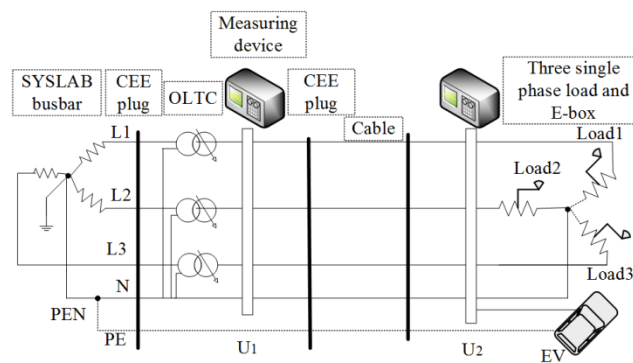 Measuring
device
SYSLAB
busbar
CEE
plug
OLTC
CEE
plug
Cable
Three single
phase load and
E-box
L1
L2
L3
N
PEN
PE
Load1
Load2
Load3
U1
U2
EV